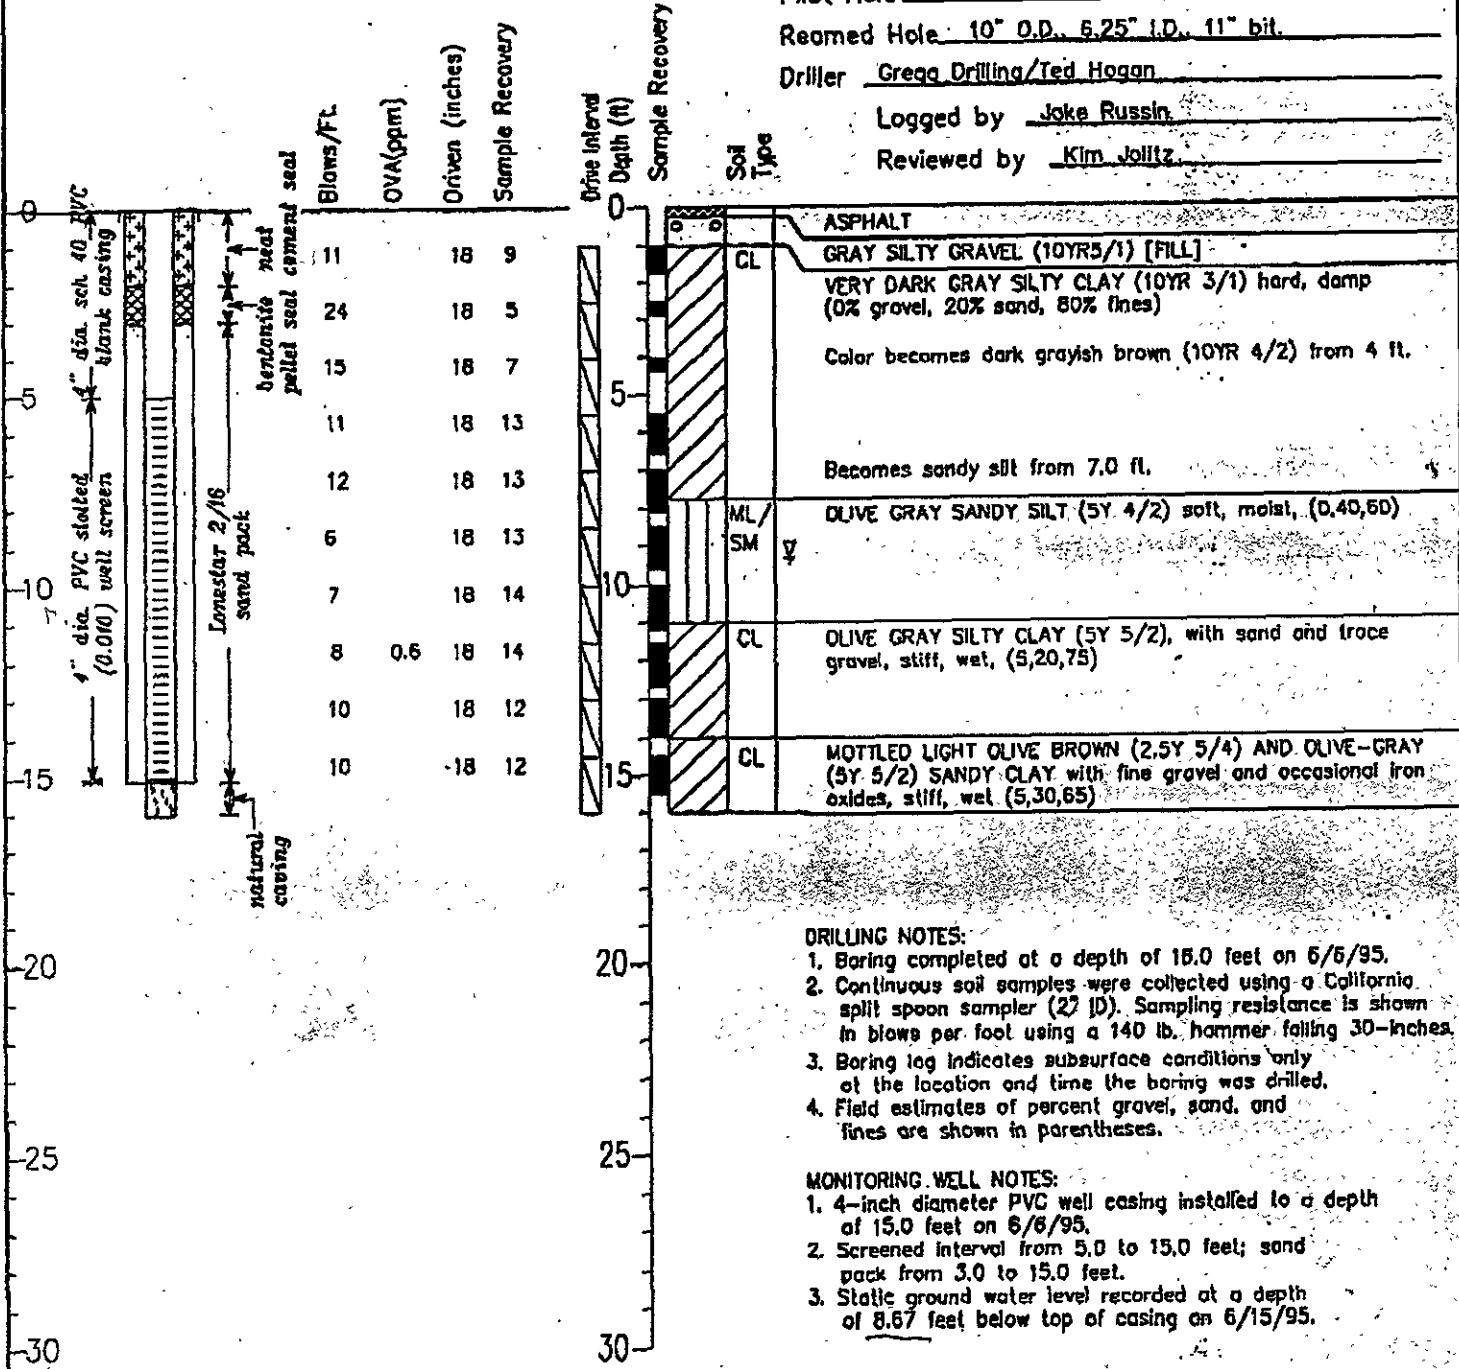 Reamed Hole 10" O.D., 6.25" I.D., 11" bit.
Driller Gregg Drilling/Ted Hogan
Logged by Jake Russin
Reviewed by Kim Jolitz
Blows/Ft.
OVA(ppm)
Driven (inches)
Sample Recovery
Drive Interval
Depth (ft)
Sample Recovery
Soil Type
4" dia. sch. 40 PVC
blank casing
neat
cement seal
bentonite
pellet seal
4" dia. PVC slotted
(0.010) well screen
Lonestar 2/16
sand pack
natural
caving
0
5
10
15
20
25
30
11 18 9
24 18 5
15 18 7
11 18 13
12 18 13
6 18 13
7 18 14
8 0.6 18 14
10 18 12
10 18 12
0
5
10
15
20
25
30
ASPHALT
GRAY SILTY GRAVEL (10YR5/1) [FILL]
CL
VERY DARK GRAY SILTY CLAY (10YR 3/1) hard, damp
(0% gravel, 20% sand, 80% fines)
Color becomes dark grayish brown (10YR 4/2) from 4 ft.
Becomes sandy silt from 7.0 ft.
ML/
SM
OLIVE GRAY SANDY SILT (5Y 4/2) soft, moist, (0,40,60)
CL
OLIVE GRAY SILTY CLAY (5Y 5/2), with sand and trace
gravel, stiff, wet, (5,20,75)
CL
MOTTLED LIGHT OLIVE BROWN (2.5Y 5/4) AND OLIVE-GRAY
(5Y 5/2) SANDY CLAY with fine gravel and occasional iron
oxides, stiff, wet (5,30,65)
DRILLING NOTES:
1. Boring completed at a depth of 16.0 feet on 6/6/95.
2. Continuous soil samples were collected using a California
split spoon sampler (2" ID). Sampling resistance is shown
in blows per foot using a 140 lb. hammer falling 30-inches.
3. Boring log indicates subsurface conditions only
at the location and time the boring was drilled.
4. Field estimates of percent gravel, sand, and
fines are shown in parentheses.
MONITORING WELL NOTES:
1. 4-inch diameter PVC well casing installed to a depth
of 15.0 feet on 6/6/95.
2. Screened interval from 5.0 to 15.0 feet; sand
pack from 3.0 to 15.0 feet.
3. Static ground water level recorded at a depth
of 8.67 feet below top of casing on 6/15/95.